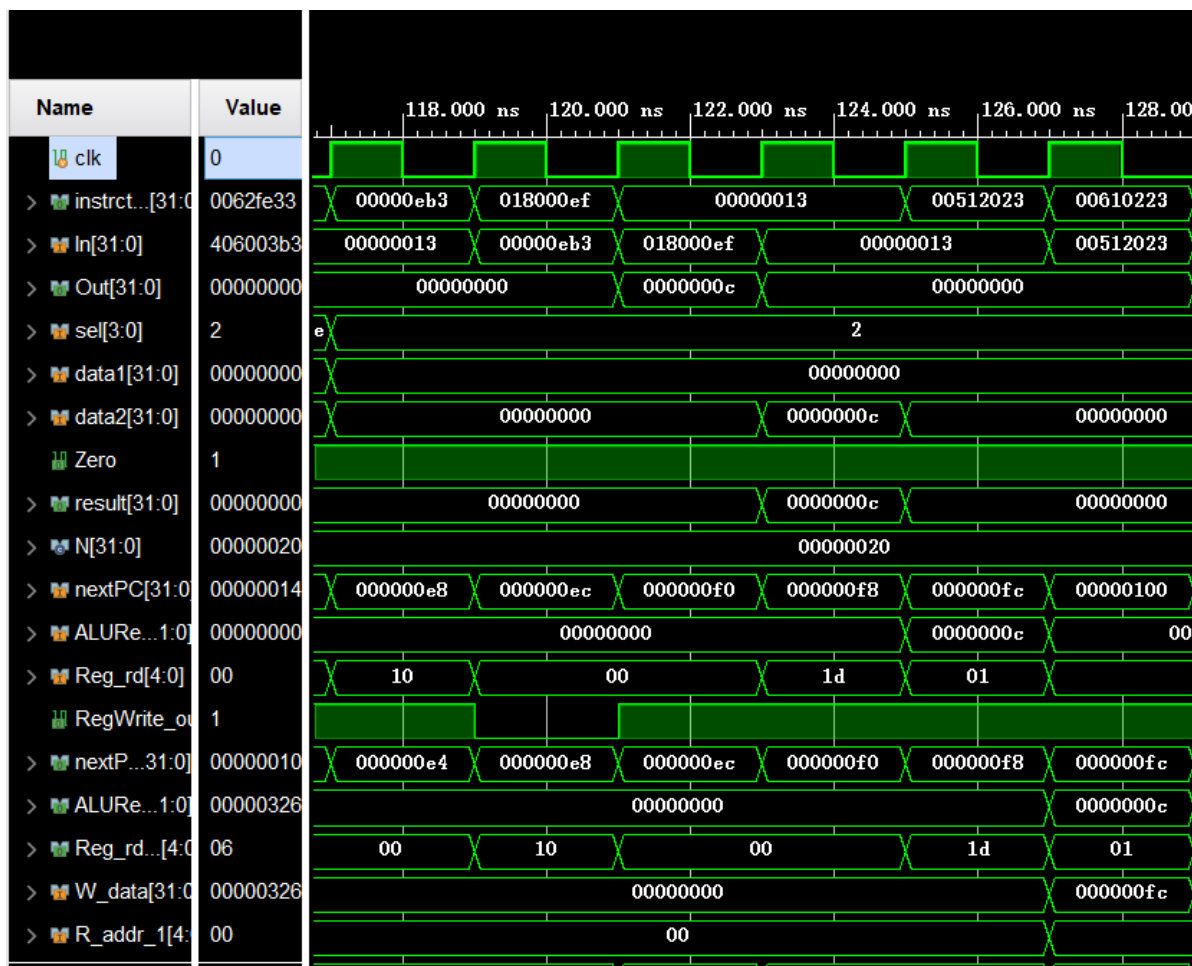 Name Value 118.000 ns 120.000 ns 122.000 ns 124.000 ns 126.000 ns 128.00
clk 0
instrct...[31:0 0062fe33 00000eb3 018000ef 00000013 00512023 00610223
In[31:0] 406003b3 00000013 00000eb3 018000ef 00000013 00512023
Out[31:0] 00000000 00000000 0000000c 00000000
sel[3:0] 2 e 2
data1[31:0] 00000000 00000000
data2[31:0] 00000000 00000000 0000000c 00000000
Zero 1
result[31:0] 00000000 00000000 0000000c 00000000
N[31:0] 00000020 00000020
nextPC[31:0] 00000014 000000e8 000000ec 000000f0 000000f8 000000fc 00000100
ALURe...1:0] 00000000 00000000 0000000c 00
Reg_rd[4:0] 00 10 00 1d 01
RegWrite_ou 1
nextP...31:0] 00000010 000000e4 000000e8 000000ec 000000f0 000000f8 000000fc
ALURe...1:0] 00000326 00000000 0000000c
Reg_rd...[4:0 06 00 10 00 1d 01
W_data[31:0 00000326 00000000 000000fc
R_addr_1[4: 00 00